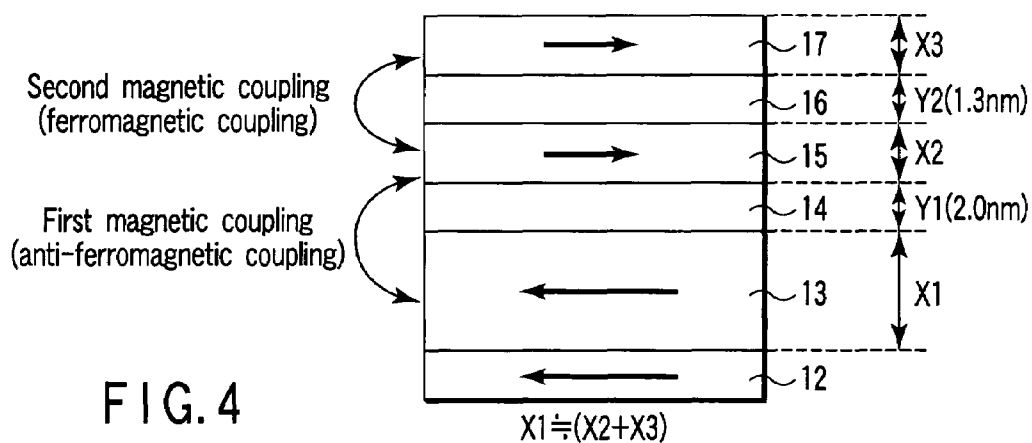 17
X3
Second magnetic coupling
(ferromagnetic coupling)
16
Y2(1.3nm)
15
X2
14
Y1(2.0nm)
First magnetic coupling
(anti-ferromagnetic coupling)
13
X1
12
FIG.4
X1≒(X2+X3)